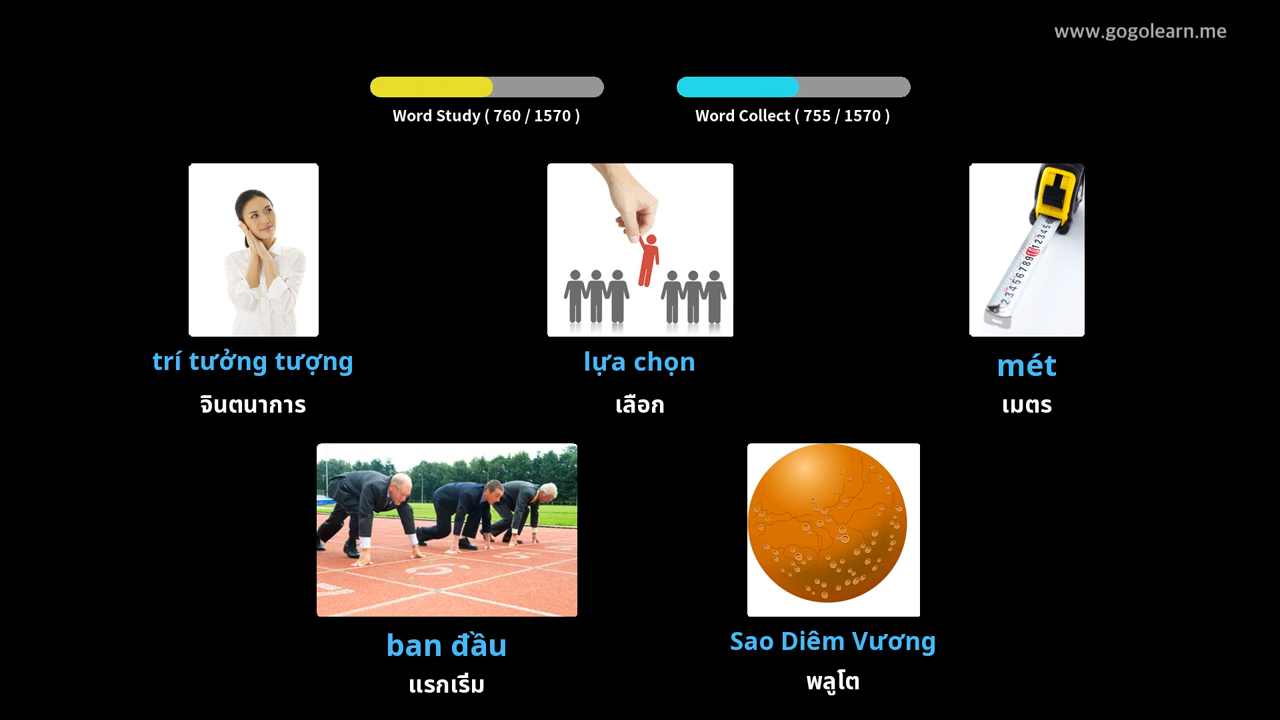 www.gogolearn.me
Word Study ( 760 / 1570 )
Word Collect ( 755 / 1570 )
trí tưởng tượng
จินตนาการ
lựa chọn
เลือก
mét
เมตร
ban đầu
แรกเริ่ม
Sao Diêm Vương
พลูโต